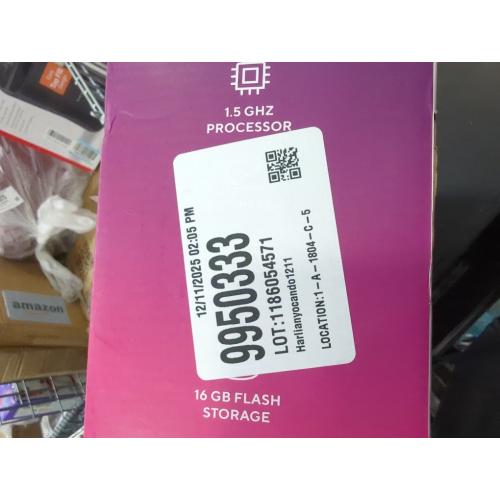 1.5 GHZ
PROCESSOR
12/11/2025 02:05 PM
9950333
LOT:1186054571
Harlianyocando1211
LOCATION:1-A-1804-C-5
16 GB FLASH
STORAGE
amazon